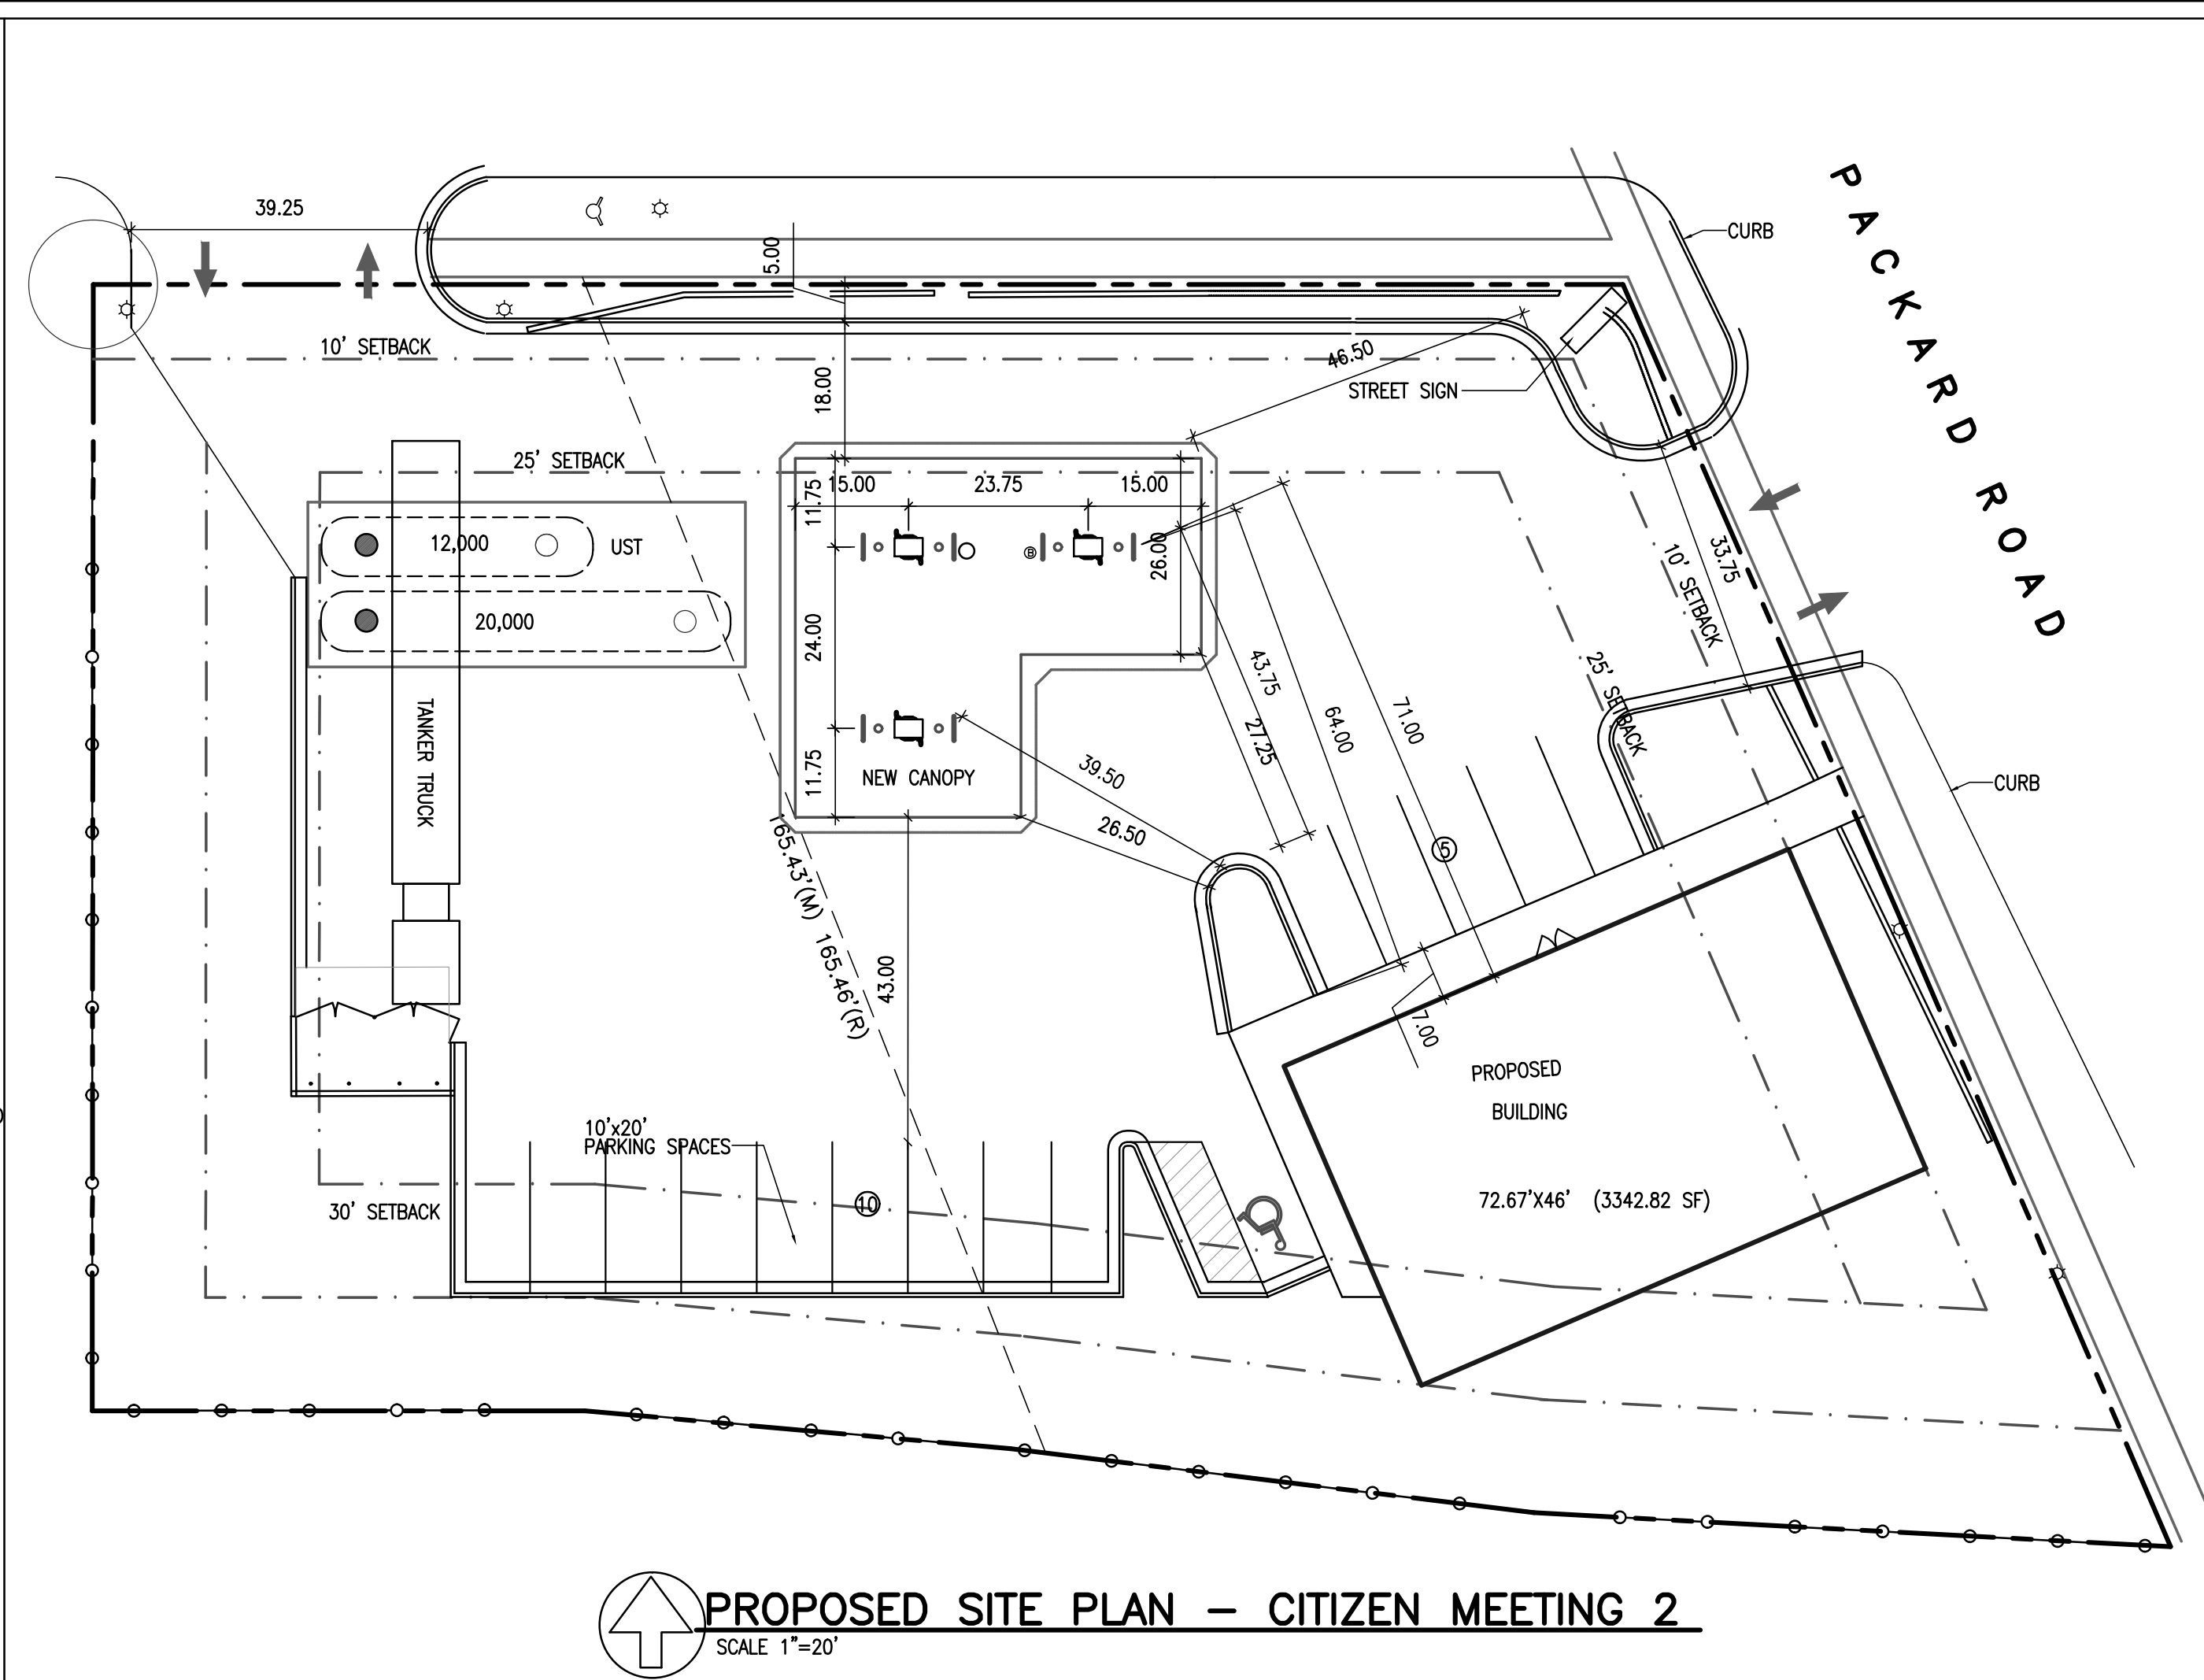 PACKARD ROAD
39.25
5.00
CURB
10' SETBACK
46.50
18.00
STREET SIGN
25' SETBACK
11.75
15.00
23.75
15.00
12,000
UST
B
26.00
10' SETBACK
33.75
20,000
24.00
43.75
25' SETBACK
TANKER TRUCK
71.00
64.00
27.25
39.50
11.75
NEW CANOPY
CURB
26.50
5
165.43'(M) 165.46'(R)
43.00
7.00
PROPOSED
BUILDING
10'x20'
PARKING SPACES
10
72.67'X46' (3342.82 SF)
30' SETBACK
PROPOSED SITE PLAN – CITIZEN MEETING 2
SCALE 1"=20'